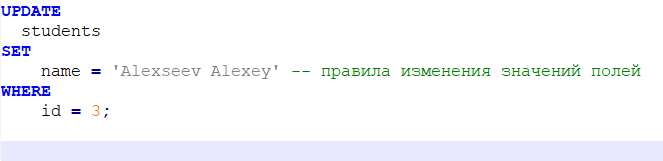 UPDATE
students
SET
name = 'Alexseev Alexey' -- правила изменения значений полей
WHERE
id = 3;